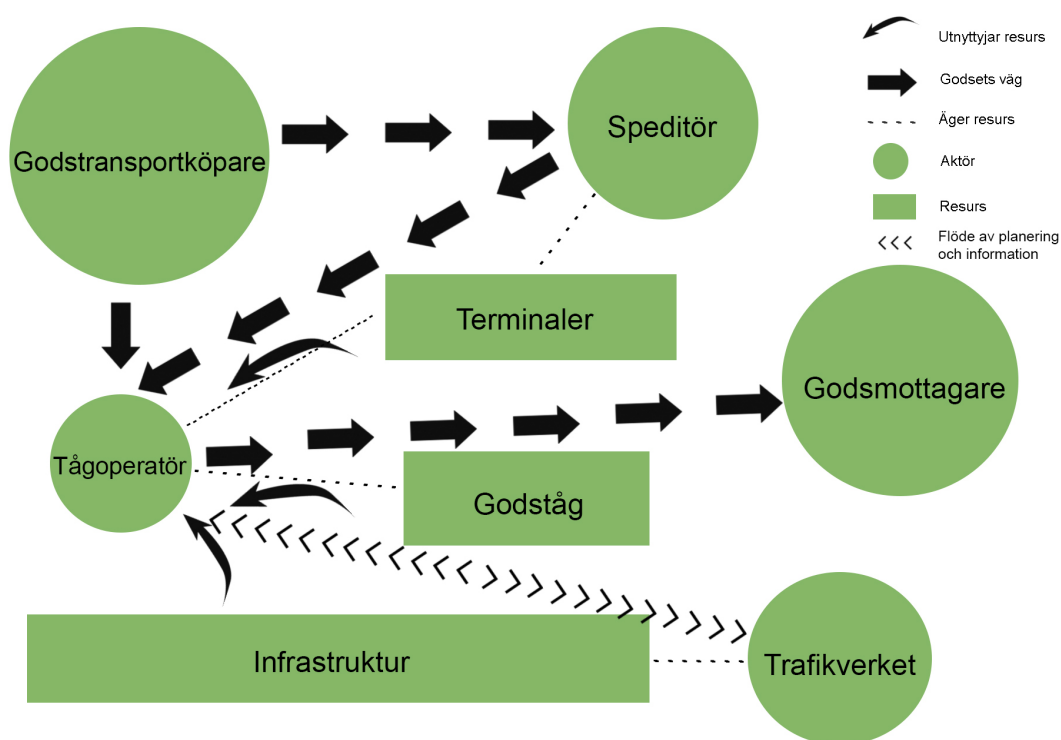 Godstransportköpare
Speditör
Utnyttyjar resurs
Godsets väg
Äger resurs
Aktör
Resurs
Flöde av planering
och information
Terminaler
Godsmottagare
Tågoperatör
Godståg
Infrastruktur
Trafikverket